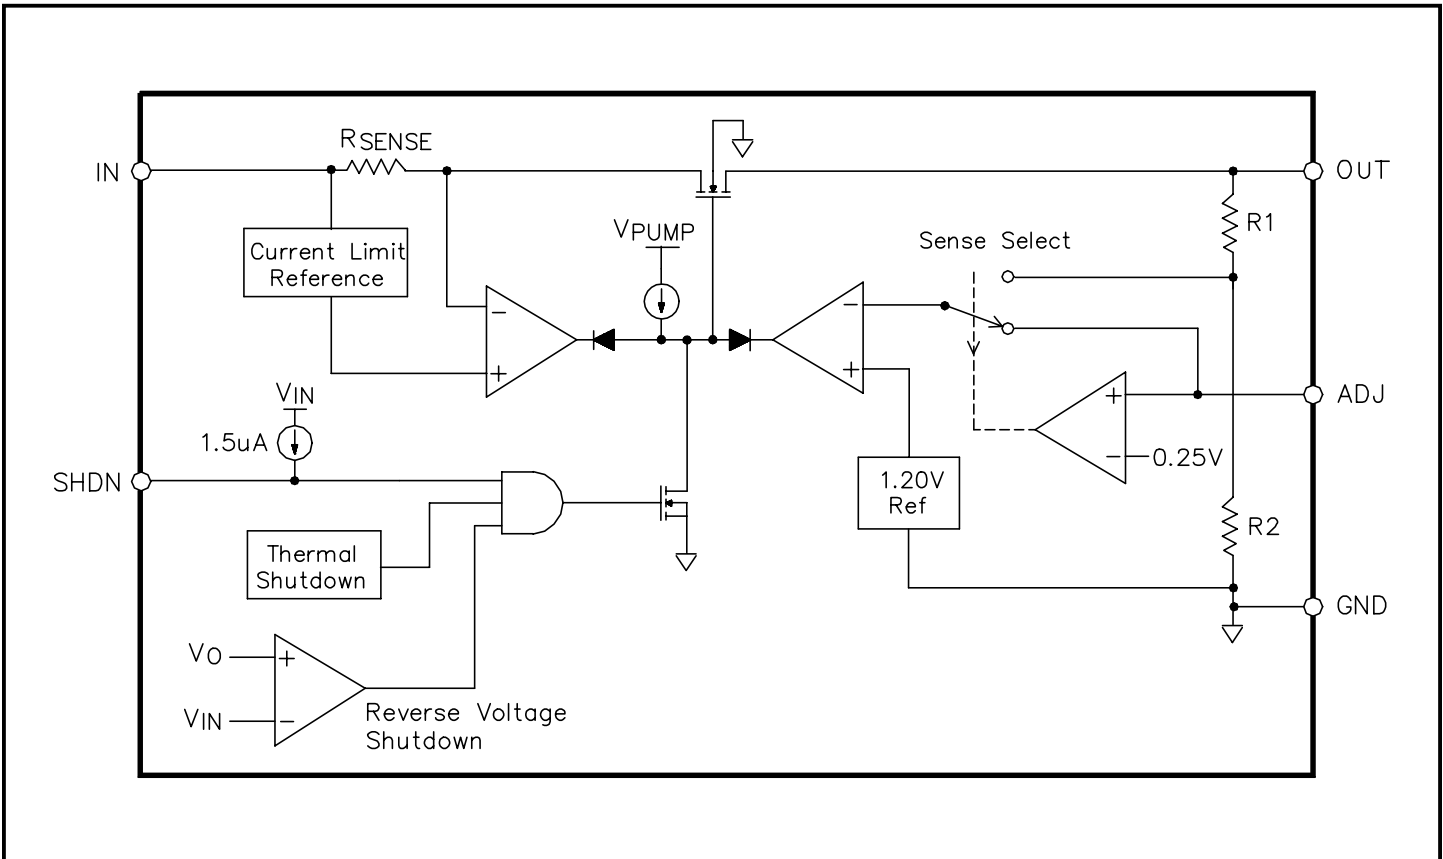 RSENSE
IN
OUT
Current Limit
Reference
VPUMP
Sense Select
R1
−
+
−
+
VIN
1.5uA
SHDN
+
−
0.25V
ADJ
1.20V
Ref
R2
Thermal
Shutdown
GND
VO
+
VIN
−
Reverse Voltage
Shutdown